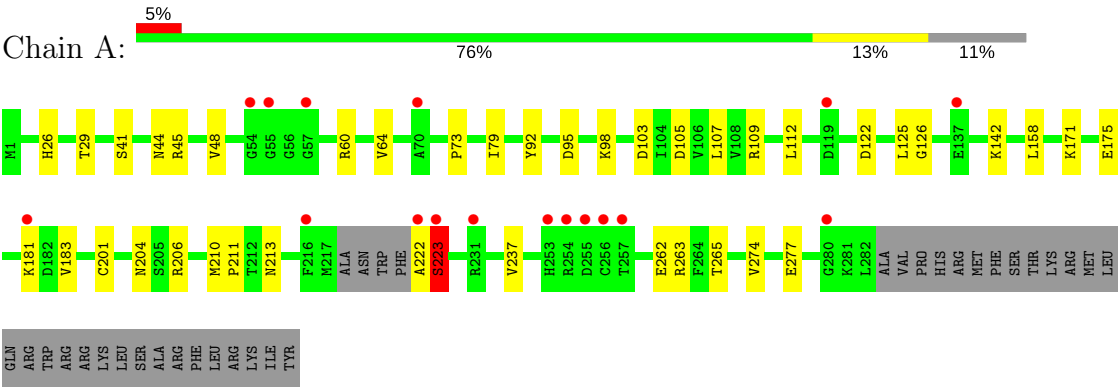 5%
Chain A:
76% 13% 11%
M1 H26 T29 S41 N44 R45 V48 G54 G55 G56 G57 R60 V64 A70 P73 I79 Y92 D95 K98 D103 I104 D105 V106 L107 V108 R109 L112 D119 D122 L125 G126 E137 K142 L158 K171 E175
K181 D182 V183 C201 N204 S205 R206 M210 P211 T212 N213 F216 M217 ALA ASN TRP PHE A222 S223 R231 V237 H253 R254 D255 C256 T257 E262 R263 F264 T265 V274 E277 G280 K281 L282 ALA VAL PRO HIS ARG MET PHE SER THR LYS ARG MET LEU
GLN ARG TRP ARG ARG LYS LEU SER ALA ARG PHE LEU ARG LYS ILE TYR